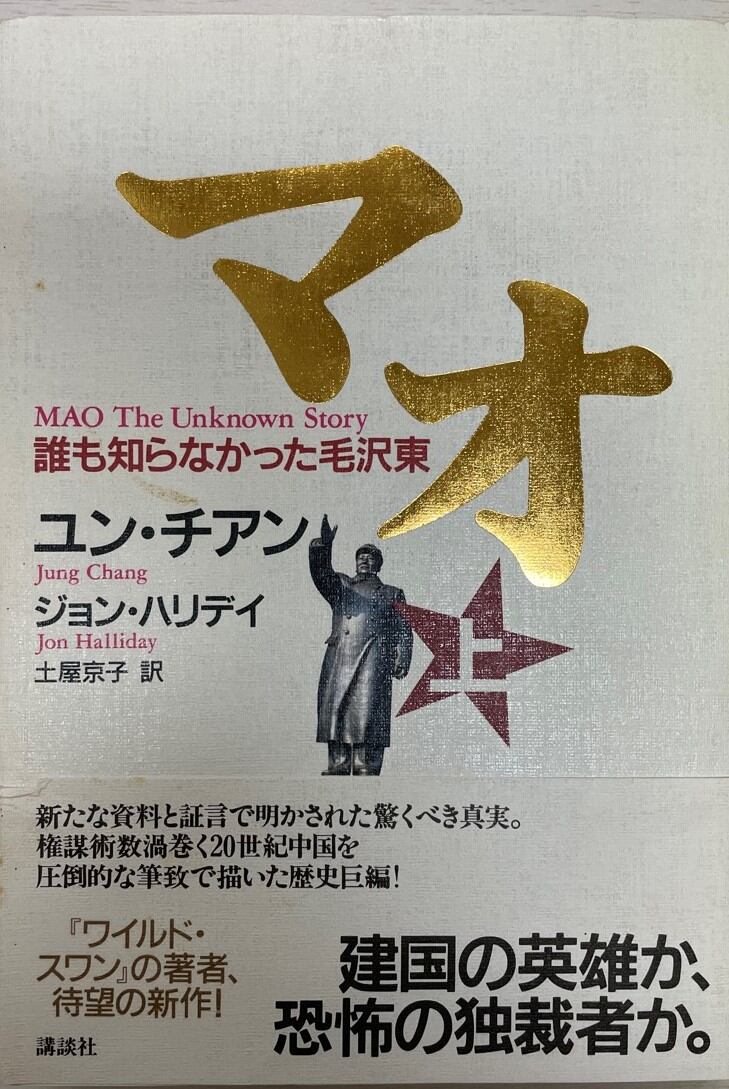 マオ
MAO The Unknown Story
誰も知らなかった毛沢東
ユン・チアン
Jung Chang
ジョン・ハリデイ
Jon Halliday
土屋京子 訳
上
新たな資料と証言で明かされた驚くべき真実。
権謀術数渦巻く20世紀中国を
圧倒的な筆致で描いた歴史巨編!
『ワイルド・
スワン』の著者、
待望の新作!
建国の英雄か、
恐怖の独裁者か。
講談社